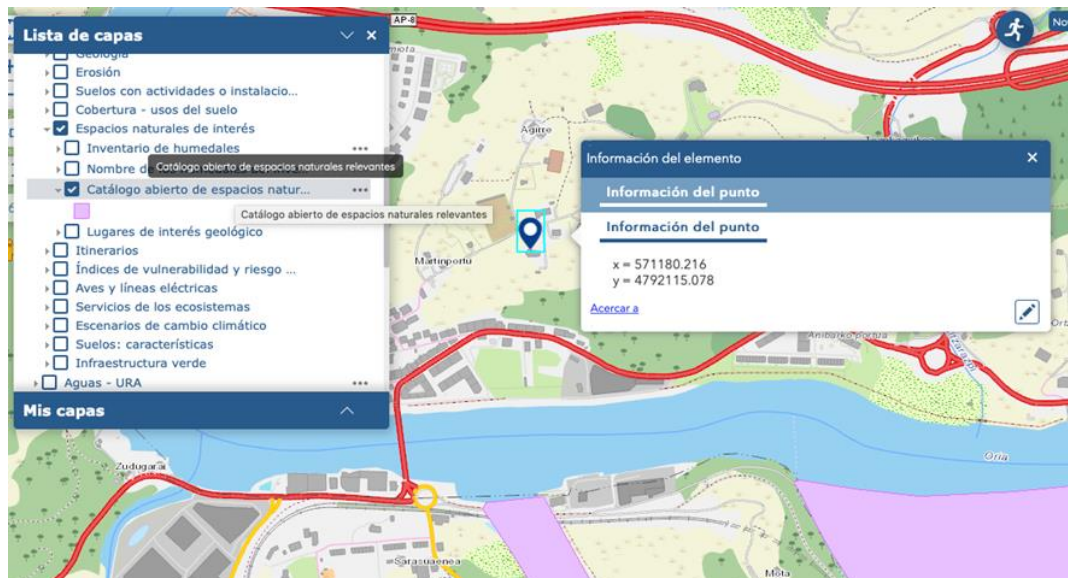 Lista de capas
Geología
Erosión
Suelos con actividades o instalacio...
Cobertura - usos del suelo
Espacios naturales de interés
Inventario de humedales
Catálogo abierto de espacios naturales relevantes
Nombre de
Catálogo abierto de espacios natur...
Catálogo abierto de espacios naturales relevantes
Lugares de interés geológico
Itinerarios
Índices de vulnerabilidad y riesgo ...
Aves y líneas eléctricas
Servicios de los ecosistemas
Escenarios de cambio climático
Suelos: características
Infraestructura verde
Aguas - URA
Mis capas
AP-8
Agirre
Martinportu
Información del elemento
Información del punto
Información del punto
x = 571180.216
y = 4792115.078
Acercar a
Oria
Zudugarai
Sarasuaenea
Mota